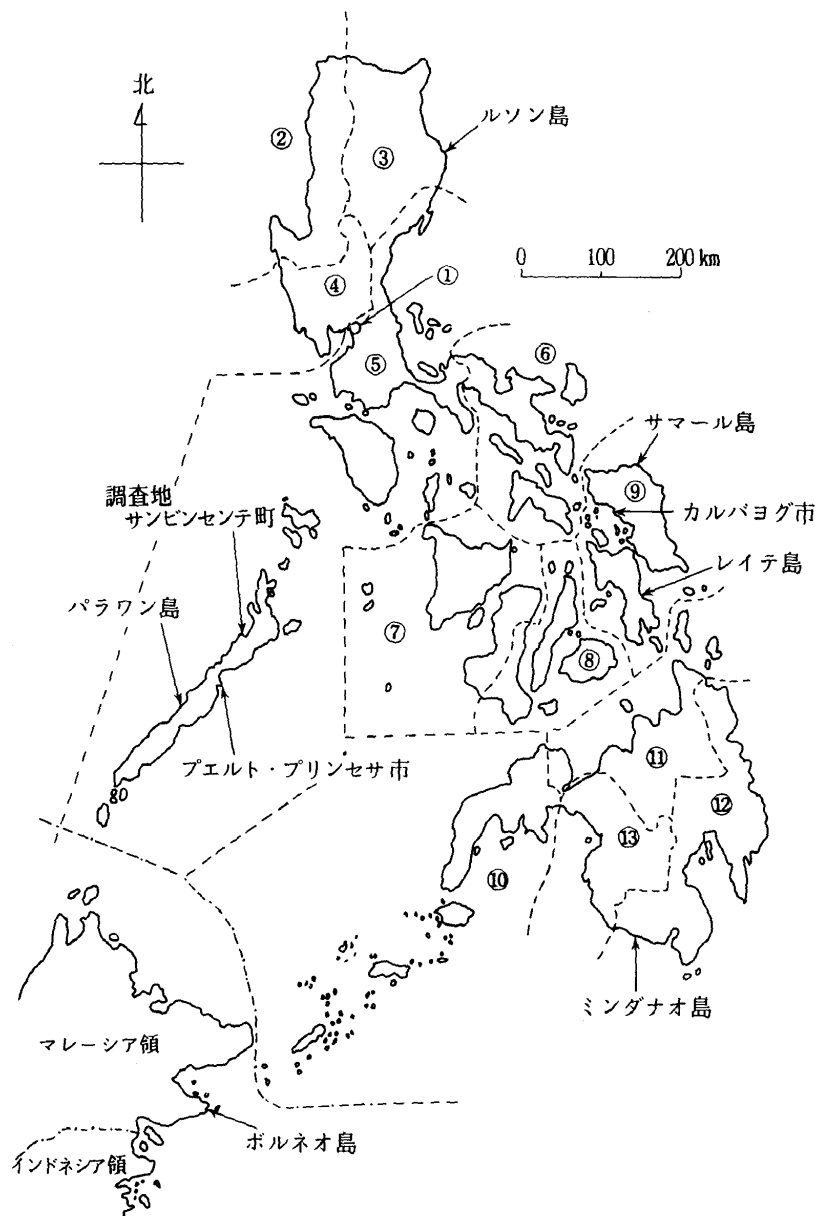 北
ルソン島
②
③
0 100 200 km
④
①
⑤
⑥
サマール島
⑨
調査地
サンビンセンテ町
カルバヨグ市
レイテ島
パラワン島
⑦
⑧
プエルト・プリンセサ市
⑪
⑫
⑬
⑩
ミンダナオ島
マレーシア領
ボルネオ島
インドネシア領